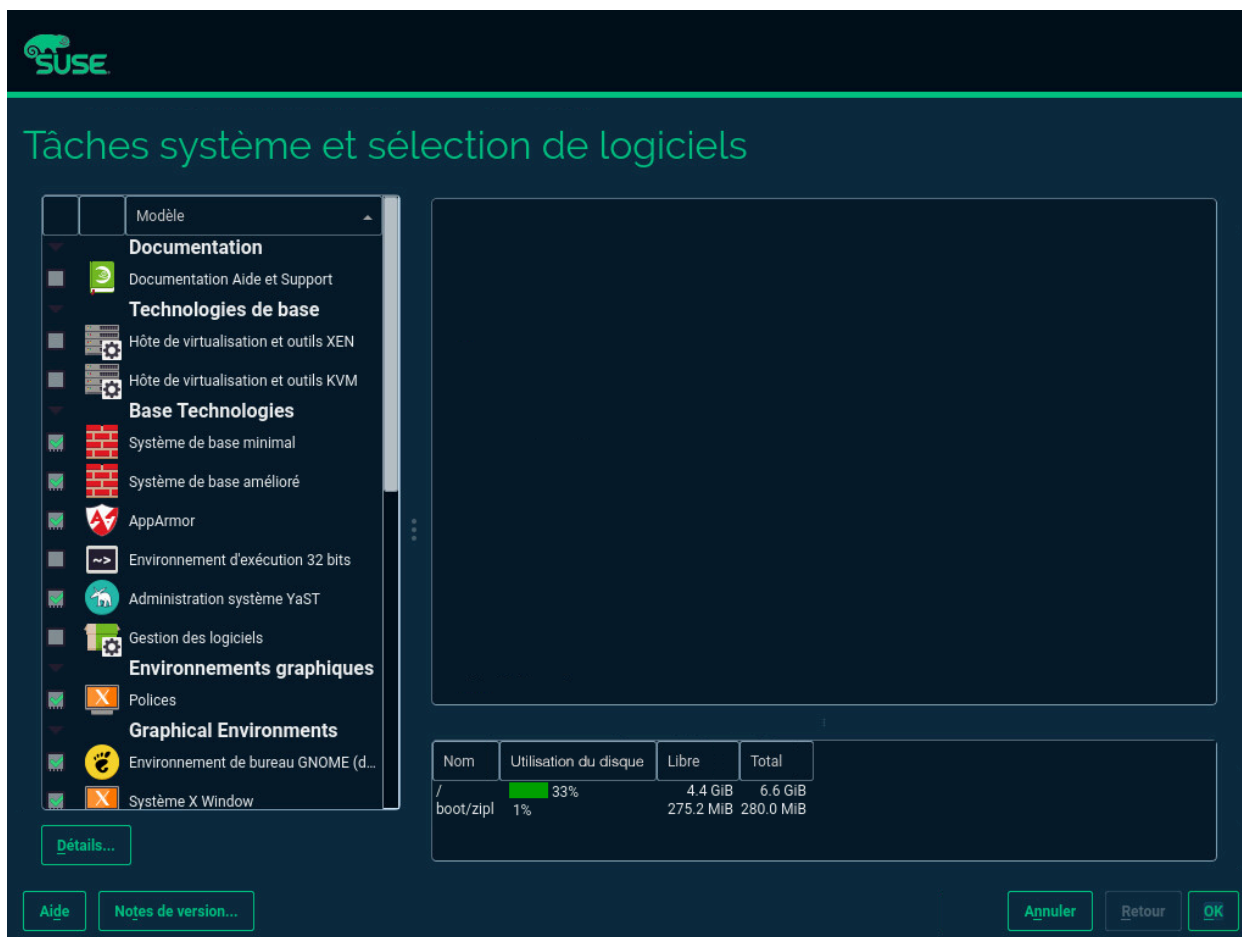 SUSE
Tâches système et sélection de logiciels
Modèle
Documentation
Documentation Aide et Support
Technologies de base
Hôte de virtualisation et outils XEN
Hôte de virtualisation et outils KVM
Base Technologies
Système de base minimal
Système de base amélioré
AppArmor
~> Environnement d'exécution 32 bits
Administration système YaST
Gestion des logiciels
Environnements graphiques
X Polices
Graphical Environments
Environnement de bureau GNOME (d...
X Système X Window
Nom Utilisation du disque Libre Total
/ 33% 4.4 GiB 6.6 GiB
boot/zipl 1% 275.2 MiB 280.0 MiB
Détails...
Aide Notes de version... Annuler Retour OK